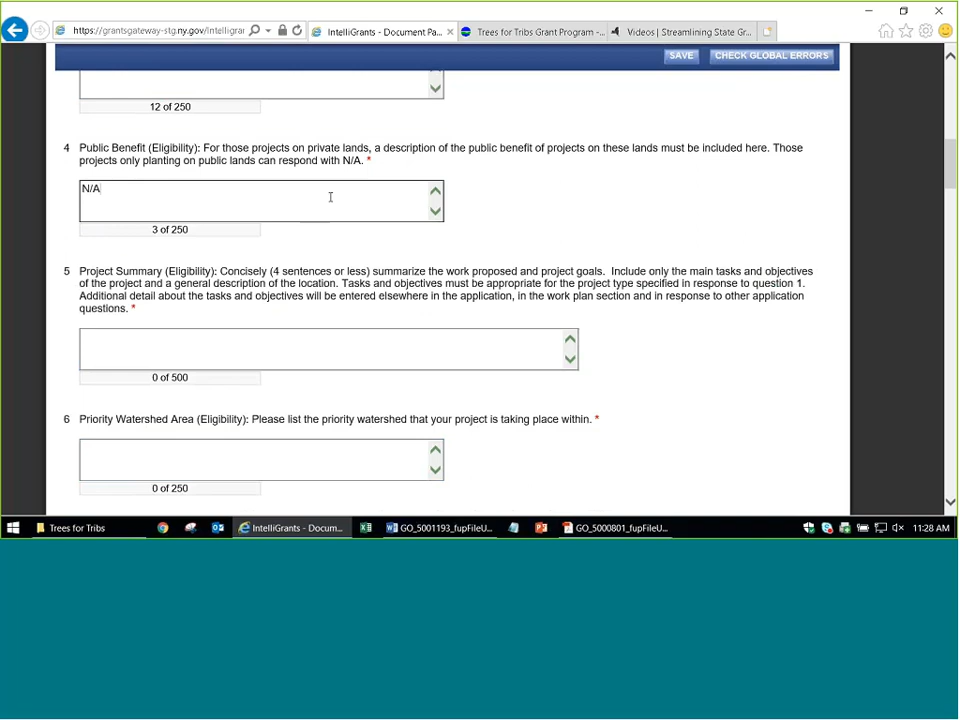 https://grantsgateway-stg.ny.gov/Intelligrar
IntelliGrants - Document Pa...
Trees for Tribs Grant Program -...
Videos | Streamlining State Gr...
SAVE
CHECK GLOBAL ERRORS
12 of 250
4 Public Benefit (Eligibility): For those projects on private lands, a description of the public benefit of projects on these lands must be included here. Those
projects only planting on public lands can respond with N/A. *
N/A
3 of 250
5 Project Summary (Eligibility): Concisely (4 sentences or less) summarize the work proposed and project goals. Include only the main tasks and objectives
of the project and a general description of the location. Tasks and objectives must be appropriate for the project type specified in response to question 1.
Additional detail about the tasks and objectives will be entered elsewhere in the application, in the work plan section and in response to other application
questions. *
0 of 500
6 Priority Watershed Area (Eligibility): Please list the priority watershed that your project is taking place within. *
0 of 250
Trees for Tribs
IntelliGrants - Docum...
GO_5001193_fupFileU...
GO_5000801_fupFileU...
11:28 AM